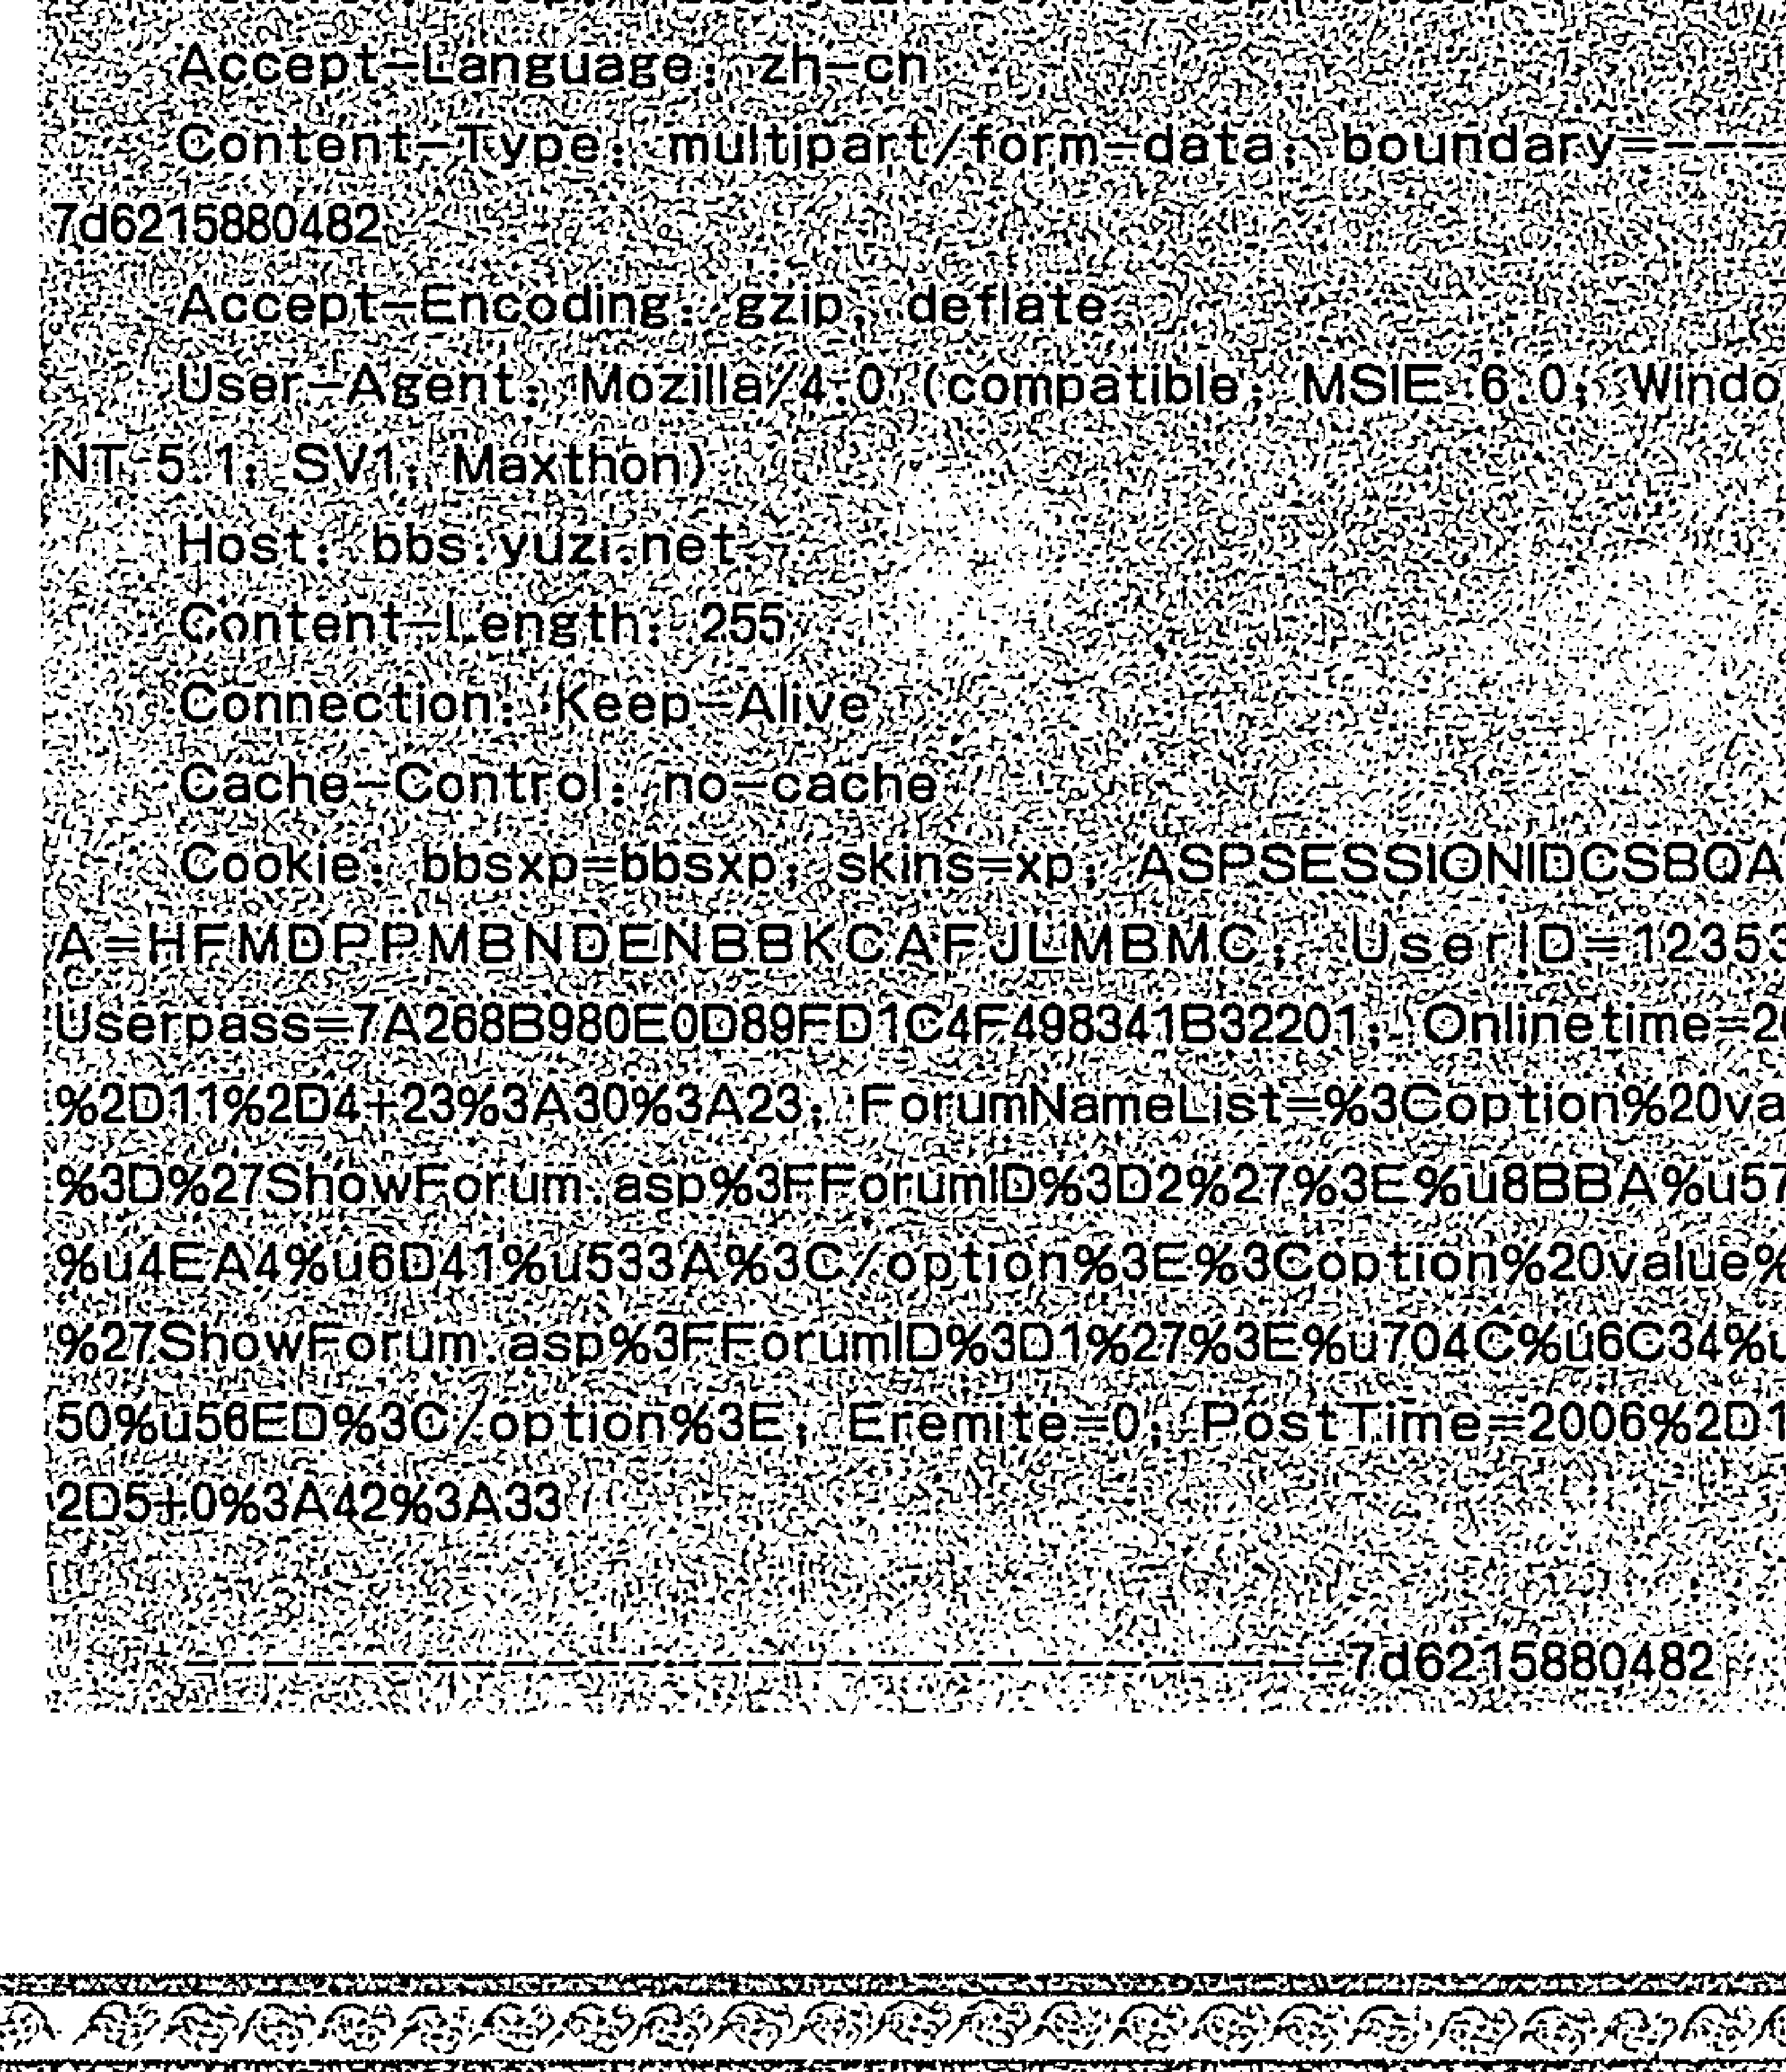 Accept-Language: zh-cn
Content-Type: multipart/form-data; boundary=----
7d6215880482
Accept-Encoding: gzip, deflate
User-Agent: Mozilla/4.0 (compatible; MSIE 6.0; Windo
NT 5.1; SV1; Maxthon)
Host: bbs.yuzi.net
Content-Length: 255
Connection: Keep-Alive
Cache-Control: no-cache
Cookie: bbsxp=bbsxp; skins=xp; ASPSESSIONIDCSBQA
A=HFMDPPMBNDENBBKCAFJLMBMC; UserID=12353
Userpass=7A268B980E0D89FD1C4F498341B32201; Onlinetime=20
%2D11%2D4+23%3A30%3A23; ForumNameList=%3Coption%20va
%3D%27ShowForum.asp%3FForumID%3D2%27%3E%u8BBA%u57
%u4EA4%u6D41%u533A%3C/option%3E%3Coption%20value%
%27ShowForum.asp%3FForumID%3D1%27%3E%u704C%u6C34%u
50%u56ED%3C/option%3E; Eremite=0; PostTime=2006%2D1
2D5+0%3A42%3A33
-----------------------------7d6215880482